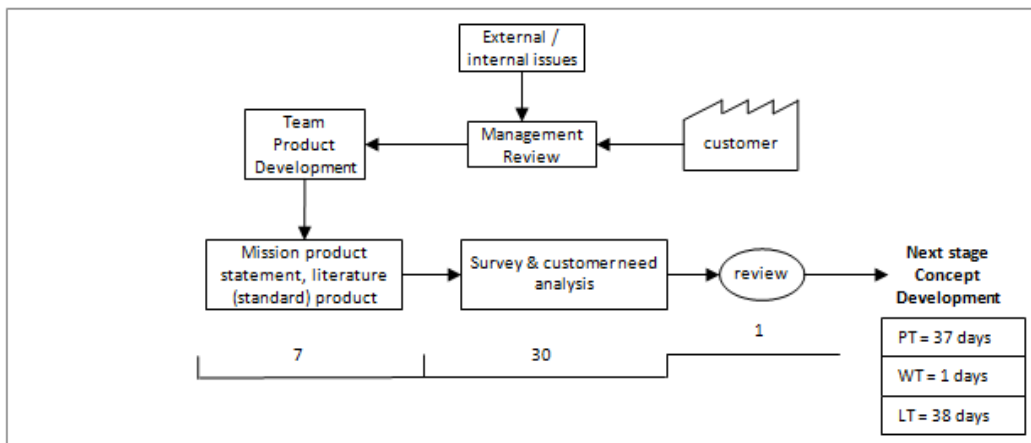 External /
internal issues
Team
Product
Development
Management
Review
customer
Mission product
statement, literature
(standard) product
Survey & customer need
analysis
review
Next stage
Concept
Development
7
30
1
PT = 37 days
WT = 1 days
LT = 38 days